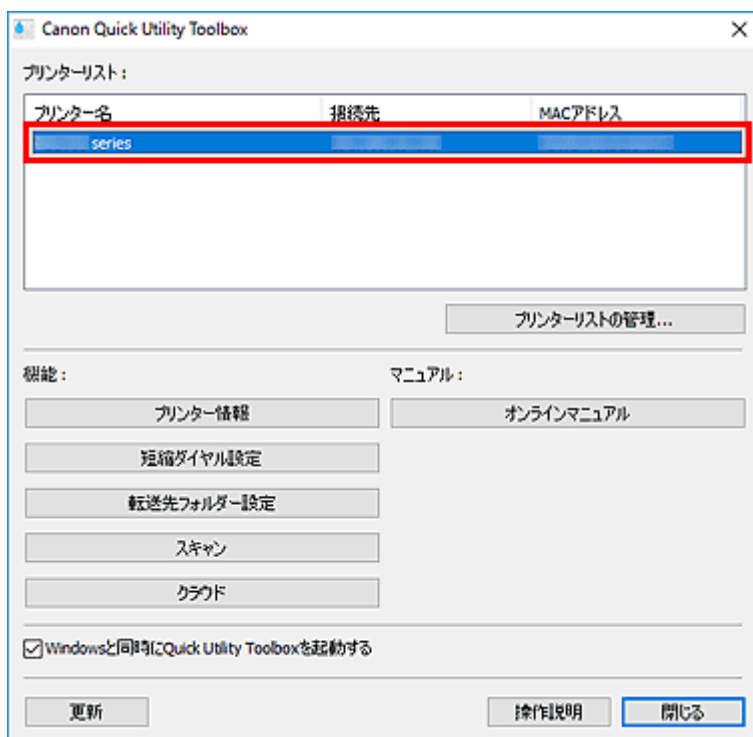 Canon Quick Utility Toolbox
プリンターリスト：
プリンター名 接続先 MACアドレス
series
プリンターリストの管理...
機能： マニュアル：
プリンター情報 オンラインマニュアル
短縮ダイヤル設定
転送先フォルダー設定
スキャン
クラウド
Windowsと同時にQuick Utility Toolboxを起動する
更新 操作説明 閉じる